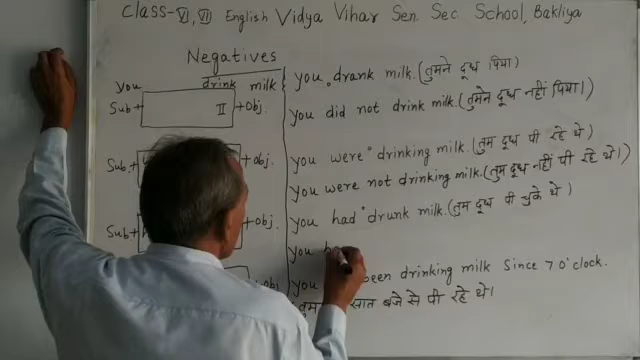 Class-VI, VII English Vidya Vihar Sen. Sec. School, Bakliya
Negatives
you drink milk
Sub+ II +Obj.
Sub+ +Obj.
Sub+ +Obj.
+Obj
you drank milk. (तुमने दूध पिया)
you did not drink milk. (तुमने दूध नहीं पिया।)
you were drinking milk. (तुम दूध पी रहे थे)
you were not drinking milk. (तुम दूध नहीं पी रहे थे।)
you had drunk milk. (तुम दूध पी चुके थे।
you h
you been drinking milk Since 7 o'clock.
तुम सात बजे से पी रहे थे।